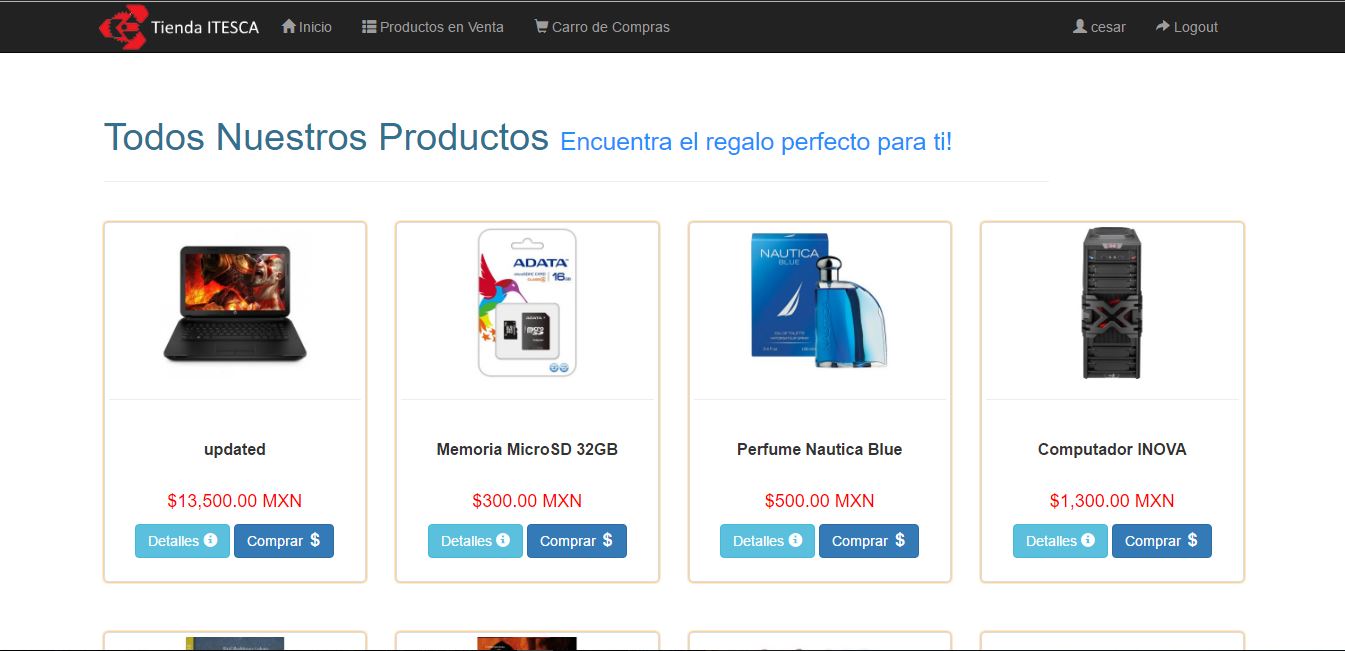 Tienda ITESCA Inicio Productos en Venta Carro de Compras cesar Logout
Todos Nuestros Productos Encuentra el regalo perfecto para ti!
ADATA
16GB
ADATA
micro
NAUTICA
BLUE
updated
Memoria MicroSD 32GB
Perfume Nautica Blue
Computador INOVA
$13,500.00 MXN
$300.00 MXN
$500.00 MXN
$1,300.00 MXN
Detalles Comprar $
Detalles Comprar $
Detalles Comprar $
Detalles Comprar $